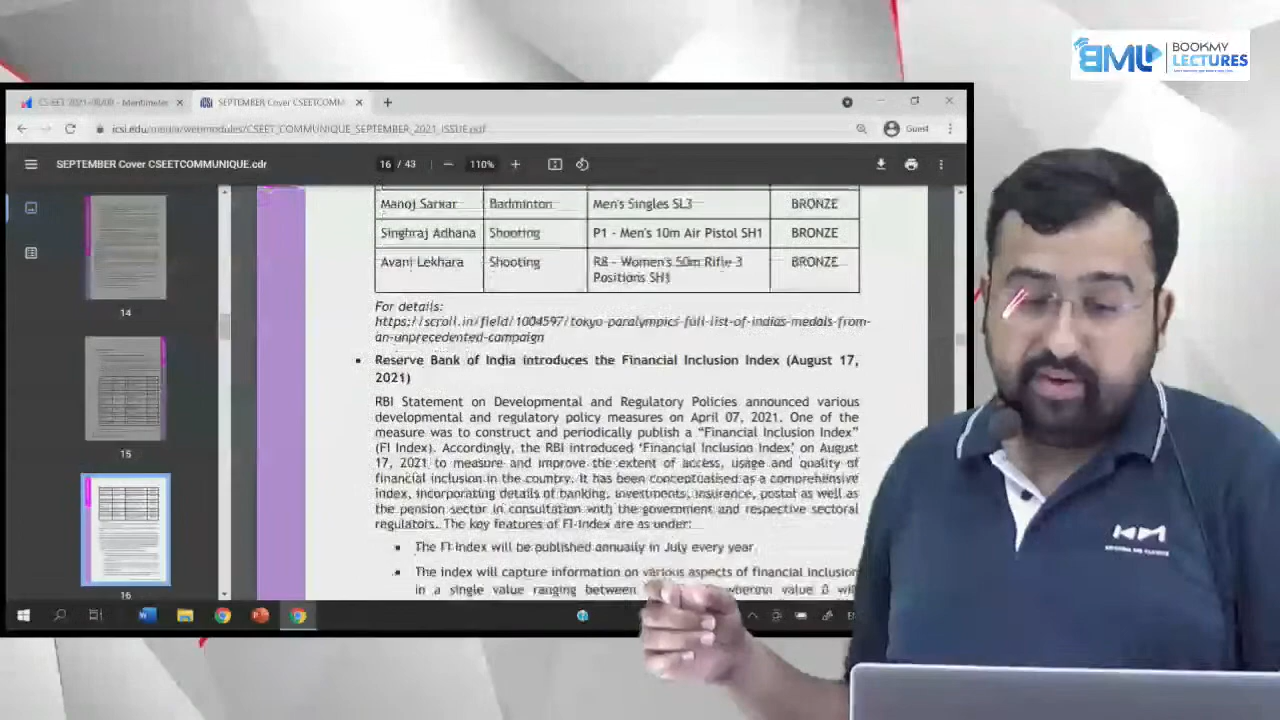 BML BOOKMY
LECTURES
CSEET 2021 - Mentimeter
SEPTEMBER Cover CSEETCOMM
icsi.edu/media/webmodules/CSEET_COMMUNIQUE_SEPTEMBER_2021_ISSUE.pdf
Guest
SEPTEMBER Cover CSEETCOMMUNIQUE.cdr
16 / 43
110%
14
15
16
Manoj Sarkar Badminton Men's Singles SL3 BRONZE
Singhraj Adhana Shooting P1 - Men's 10m Air Pistol SH1 BRONZE
Avani Lekhara Shooting R8 - Women's 50m Rifle 3
Positions SH1 BRONZE
For details:
https://scroll.in/field/1004597/tokyo-paralympics-full-list-of-indias-medals-from-
an-unprecedented-campaign
Reserve Bank of India introduces the Financial Inclusion Index (August 17,
2021)
RBI Statement on Developmental and Regulatory Policies announced various
developmental and regulatory policy measures on April 07, 2021. One of the
measure was to construct and periodically publish a "Financial Inclusion Index"
(FI Index). Accordingly, the RBI introduced 'Financial Inclusion Index' on August
17, 2021 to measure and improve the extent of access, usage and quality of
financial inclusion in the country. It has been conceptualised as a comprehensive
index, incorporating details of banking, investments, insurance, postal as well as
the pension sector in consultation with the government and respective sectoral
regulators. The key features of FI-Index are as under:
The FI Index will be published annually in July every year
The index will capture information on various aspects of financial inclusion
in a single value ranging between wherein value 0 will